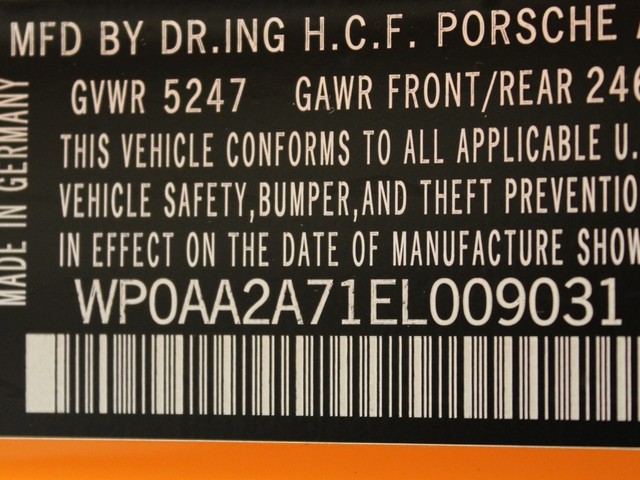 MFD BY DR.ING H.C.F. PORSCHE
GVWR 5247 GAWR FRONT/REAR 246
THIS VEHICLE CONFORMS TO ALL APPLICABLE U.
VEHICLE SAFETY,BUMPER,AND THEFT PREVENTIO
IN EFFECT ON THE DATE OF MANUFACTURE SHOW
WP0AA2A71EL009031
MADE IN GERMANY